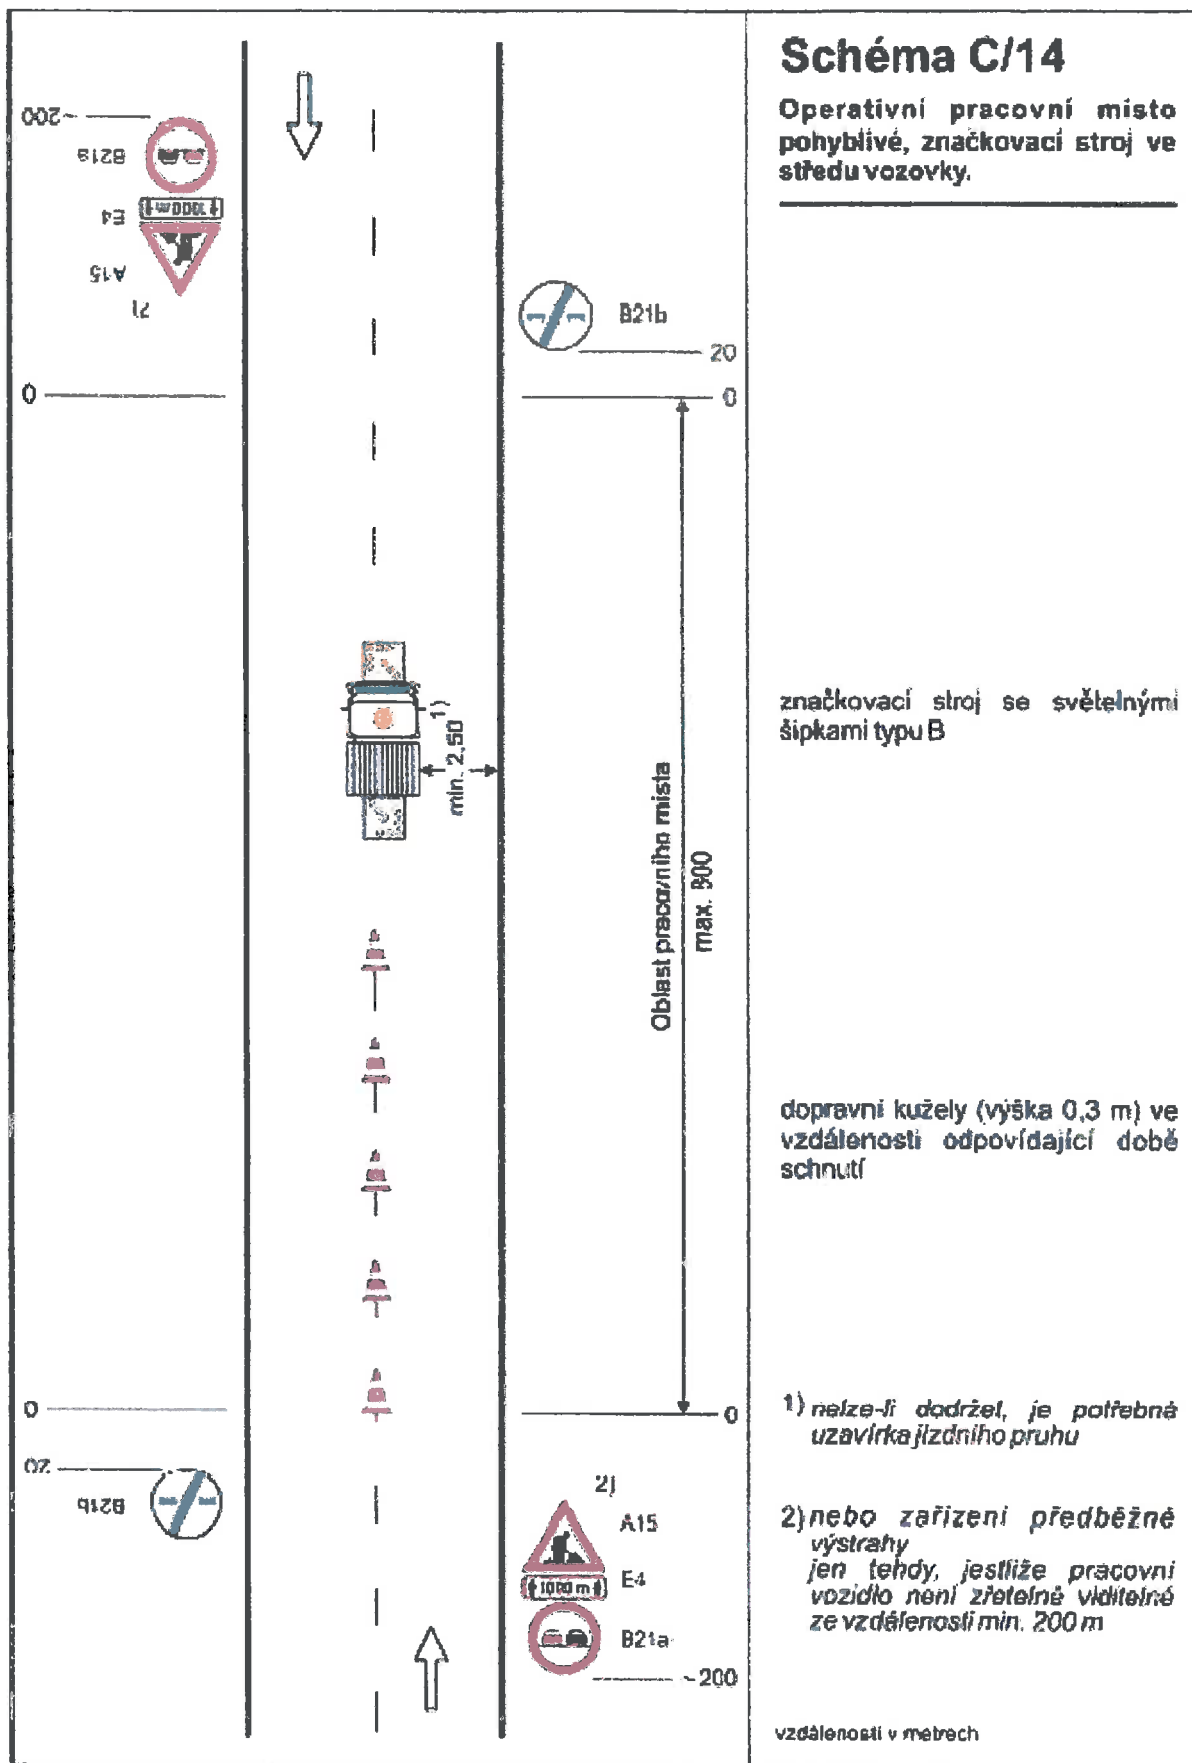 Schéma C/14
Operativní pracovní místo
pohyblivé, značkovací stroj ve
středu vozovky.
~200
B21a
1000 m
E4
A15
2)
B21b
20
0
0
značkovací stroj se světelnými
šipkami typu B
1)
min. 2,50
Oblast pracovního místa
max. 800
dopravní kužely (výška 0,3 m) ve
vzdálenosti odpovídající době
schnutí
0
0
20
B21b
2)
A15
1000 m
E4
B21a
~200
1) nelze-li dodržet, je potřebná
uzavírka jízdního pruhu
2) nebo zařízení předběžné
výstrahy
jen tehdy, jestliže pracovní
vozidlo není zřetelně viditelné
ze vzdálenosti min. 200 m
vzdálenosti v metrech